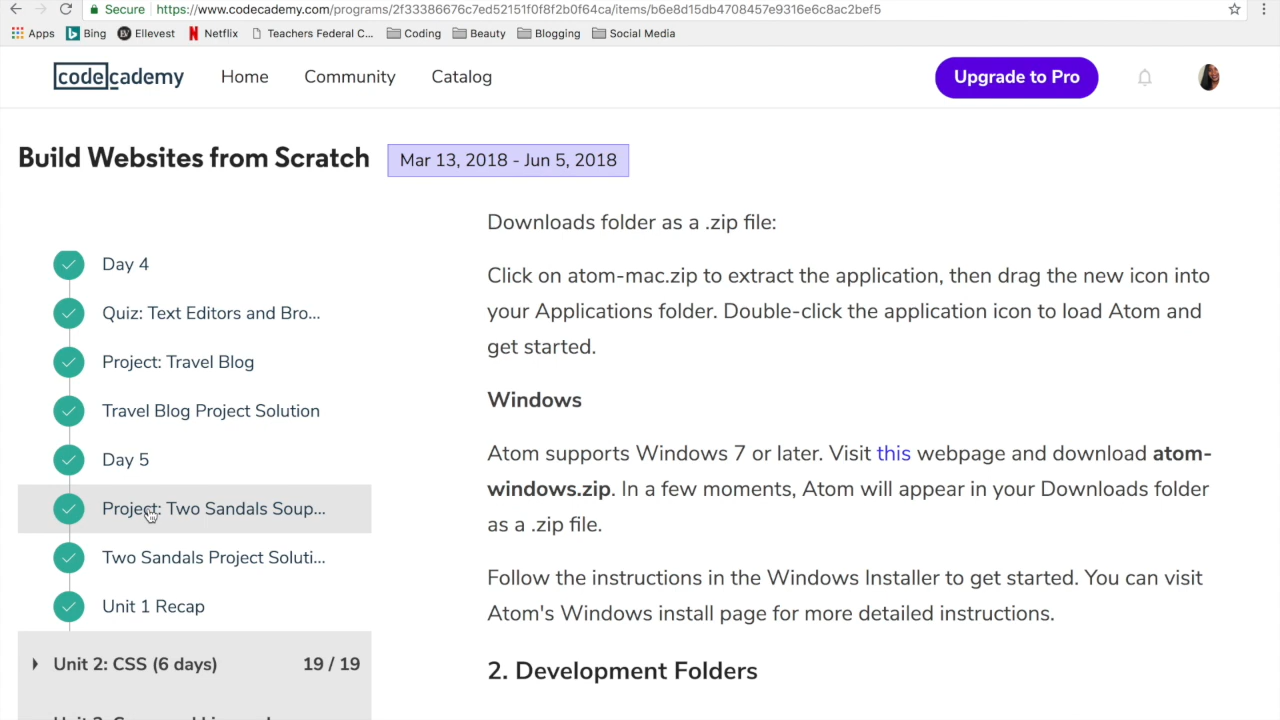 Secure https://www.codecademy.com/programs/2f33386676c7ed52151f0f8f2b0f64ca/items/b6e8d15db4708457e9316e6c8ac2bef5
Apps Bing Ellevest Netflix Teachers Federal C... Coding Beauty Blogging Social Media
codecademy Home Community Catalog Upgrade to Pro
Build Websites from Scratch Mar 13, 2018 - Jun 5, 2018
Day 4
Quiz: Text Editors and Bro...
Project: Travel Blog
Travel Blog Project Solution
Day 5
Project: Two Sandals Soup...
Two Sandals Project Soluti...
Unit 1 Recap
Unit 2: CSS (6 days) 19 / 19
Downloads folder as a .zip file:
Click on atom-mac.zip to extract the application, then drag the new icon into
your Applications folder. Double-click the application icon to load Atom and
get started.
Windows
Atom supports Windows 7 or later. Visit this webpage and download atom-
windows.zip. In a few moments, Atom will appear in your Downloads folder
as a .zip file.
Follow the instructions in the Windows Installer to get started. You can visit
Atom's Windows install page for more detailed instructions.
2. Development Folders